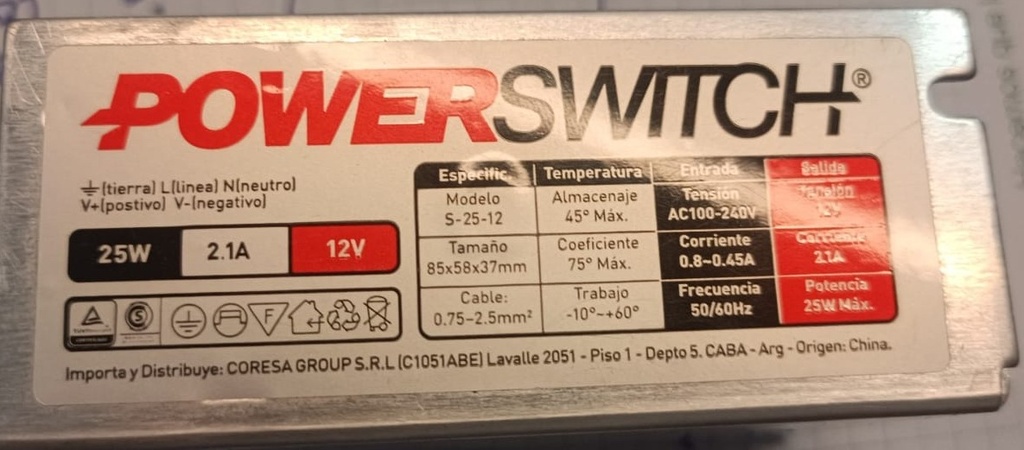 POWERSWITCH®
⏚(tierra) L(linea) N(neutro)
V+(postivo) V-(negativo)
25W 2.1A 12V
Especific. Temperatura Entrada Salida
Modelo Almacenaje Tensión Tensión
S-25-12 45° Máx. AC100-240V 12V
Tamaño Coeficiente Corriente Corriente
85x58x37mm 75° Máx. 0.8~0.45A 2.1A
Cable: Trabajo Frecuencia Potencia
0.75-2.5mm² -10°~+60° 50/60Hz 25W Máx.
S F
Importa y Distribuye: CORESA GROUP S.R.L (C1051ABE) Lavalle 2051 - Piso 1 - Depto 5. CABA - Arg - Origen: China.